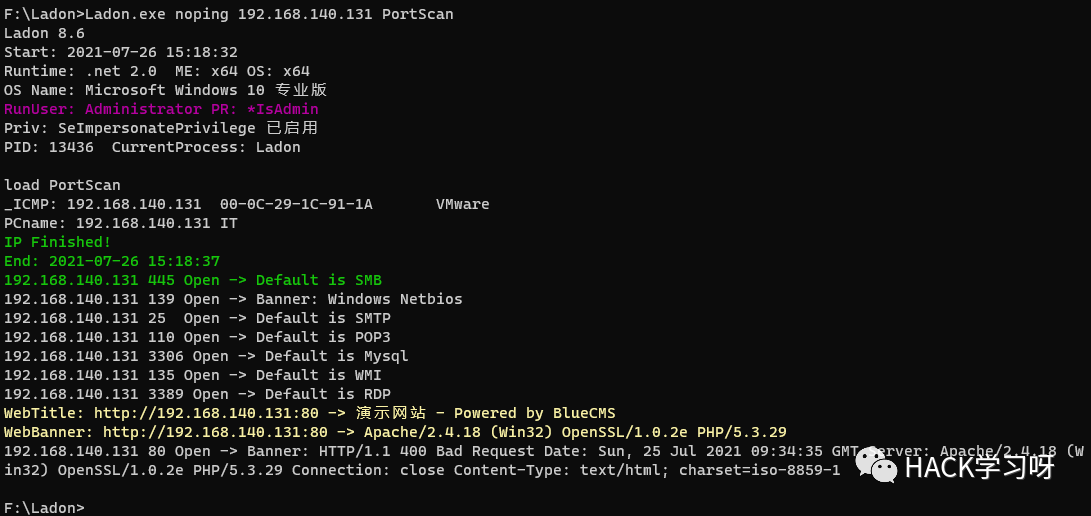 F:\Ladon>Ladon.exe noping 192.168.140.131 PortScan
Ladon 8.6
Start: 2021-07-26 15:18:32
Runtime: .net 2.0  ME: x64 OS: x64
OS Name: Microsoft Windows 10 专业版
RunUser: Administrator PR: *IsAdmin
Priv: SeImpersonatePrivilege 已启用
PID: 13436  CurrentProcess: Ladon
load PortScan
_ICMP: 192.168.140.131  00-0C-29-1C-91-1A       VMware
PCname: 192.168.140.131 IT
IP Finished!
End: 2021-07-26 15:18:37
192.168.140.131 445 Open -> Default is SMB
192.168.140.131 139 Open -> Banner: Windows Netbios
192.168.140.131 25  Open -> Default is SMTP
192.168.140.131 110 Open -> Default is POP3
192.168.140.131 3306 Open -> Default is Mysql
192.168.140.131 135 Open -> Default is WMI
192.168.140.131 3389 Open -> Default is RDP
WebTitle: http://192.168.140.131:80 -> 演示网站 - Powered by BlueCMS
WebBanner: http://192.168.140.131:80 -> Apache/2.4.18 (Win32) OpenSSL/1.0.2e PHP/5.3.29
192.168.140.131 80 Open -> Banner: HTTP/1.1 400 Bad Request Date: Sun, 25 Jul 2021 09:34:35 GMT Server: Apache/2.4.18 (W
in32) OpenSSL/1.0.2e PHP/5.3.29 Connection: close Content-Type: text/html; charset=iso-8859-1
HACK学习呀
F:\Ladon>